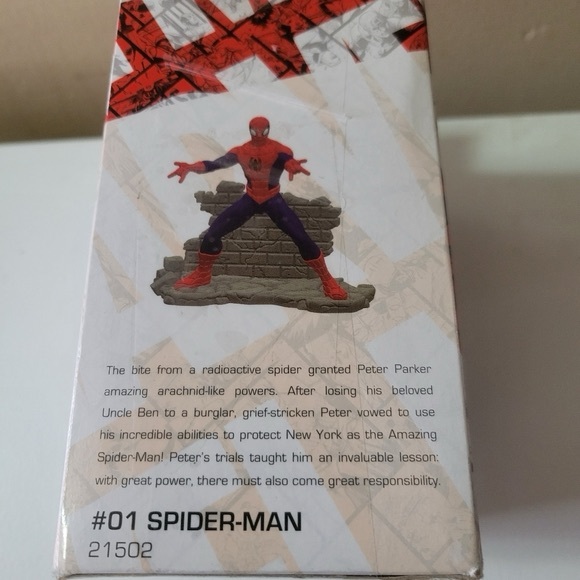 The bite from a radioactive spider granted Peter Parker
amazing arachnid-like powers. After losing his beloved
Uncle Ben to a burglar, grief-stricken Peter vowed to use
his incredible abilities to protect New York as the Amazing
Spider-Man! Peter's trials taught him an invaluable lesson:
with great power, there must also come great responsibility.
#01 SPIDER-MAN
21502